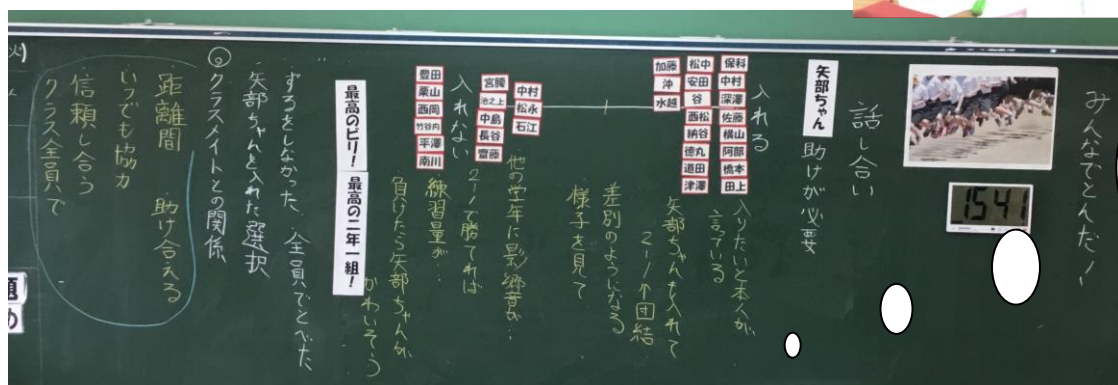 みんなでとんだ!!
1541
話し合い
矢部ちゃん 助けが必要
入れる
保科
中村
深澤
佐藤
横山
阿部
橋本
田上
松中
安田
谷
西松
納谷
徳丸
道田
津澤
加藤
沖
水越
入りたいと本人が
言っている
矢部ちゃんも入れて
2-1↑団結
差別のようになる
様子を見て
中村
松永
石江
宮腰
池之上
中島
長谷
齋藤
他の学年に影響が…
2-1で勝てれば
入れない
豊田
栗山
西岡
竹谷内
平澤
南川
練習量が…
負けたら矢部ちゃんが
かわいそう
最高のビリ!
最高の二年一組!
ずるをしなかった 全員でとべた
矢部ちゃんと入れた選択
クラスメイトとの関係
距離間 助け合える
いつでも協力
信頼し合う
クラス全員で
火)
め